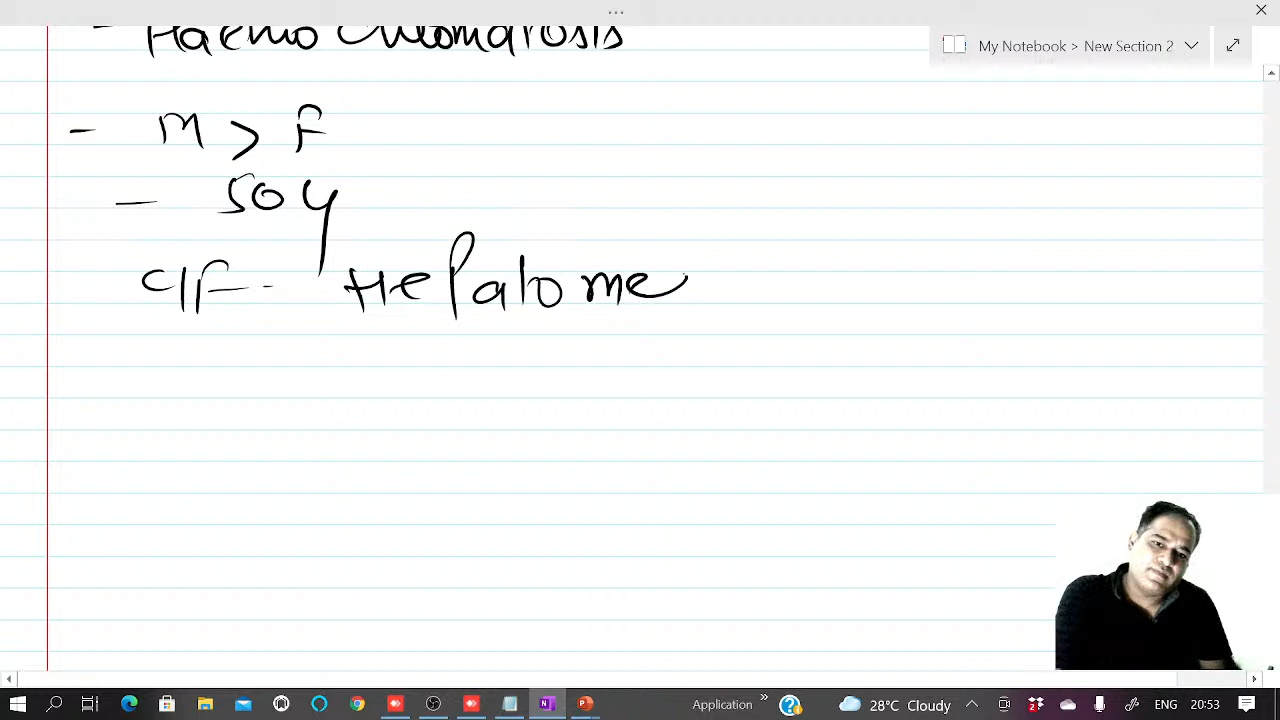 ...
- Haemo Chromatosis
My Notebook > New Section 2
- M > F
- 50 y
C/F - Hepatome
Application
28°C Cloudy
ENG
20:53